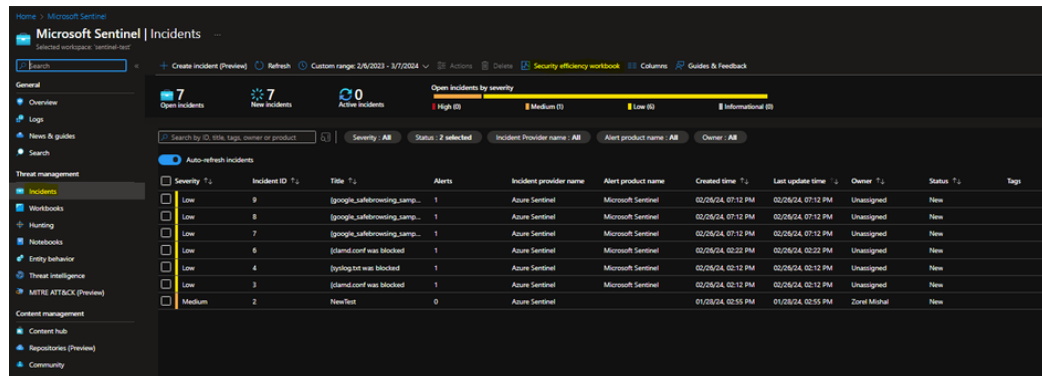 Home > Microsoft Sentinel
Microsoft Sentinel | Incidents ...
Selected workspace: 'sentinel-test'
Search
General
Overview
Logs
News & guides
Search
Threat management
Incidents
Workbooks
Hunting
Notebooks
Entity behavior
Threat intelligence
MITRE ATT&CK (Preview)
Content management
Content hub
Repositories (Preview)
Community
+ Create incident (Preview) Refresh Custom range: 2/6/2023 - 3/7/2024 Actions Delete Security efficiency workbook Columns Guides & Feedback
7 Open incidents
7 New incidents
0 Active incidents
Open incidents by severity
High (0) Medium (1) Low (6) Informational (0)
Search by ID, title, tags, owner or product Severity : All Status : 2 selected Incident Provider name : All Alert product name : All Owner : All
Auto-refresh incidents
Severity Incident ID Title Alerts Incident provider name Alert product name Created time Last update time Owner Status Tags
Low 9 (google_safebrowsing_samp... 1 Azure Sentinel Microsoft Sentinel 02/26/24, 07:12 PM 02/26/24, 07:12 PM Unassigned New
Low 8 (google_safebrowsing_samp... 1 Azure Sentinel Microsoft Sentinel 02/26/24, 07:12 PM 02/26/24, 07:12 PM Unassigned New
Low 7 (google_safebrowsing_samp... 1 Azure Sentinel Microsoft Sentinel 02/26/24, 07:12 PM 02/26/24, 07:12 PM Unassigned New
Low 6 (clamd.conf was blocked 1 Azure Sentinel Microsoft Sentinel 02/26/24, 02:22 PM 02/26/24, 02:22 PM Unassigned New
Low 4 (syslog.txt was blocked 1 Azure Sentinel Microsoft Sentinel 02/26/24, 02:12 PM 02/26/24, 02:12 PM Unassigned New
Low 3 (clamd.conf was blocked 1 Azure Sentinel Microsoft Sentinel 02/26/24, 02:12 PM 02/26/24, 02:12 PM Unassigned New
Medium 2 NewTest 0 Azure Sentinel 01/28/24, 02:55 PM 01/28/24, 02:55 PM Zorel Mishal New